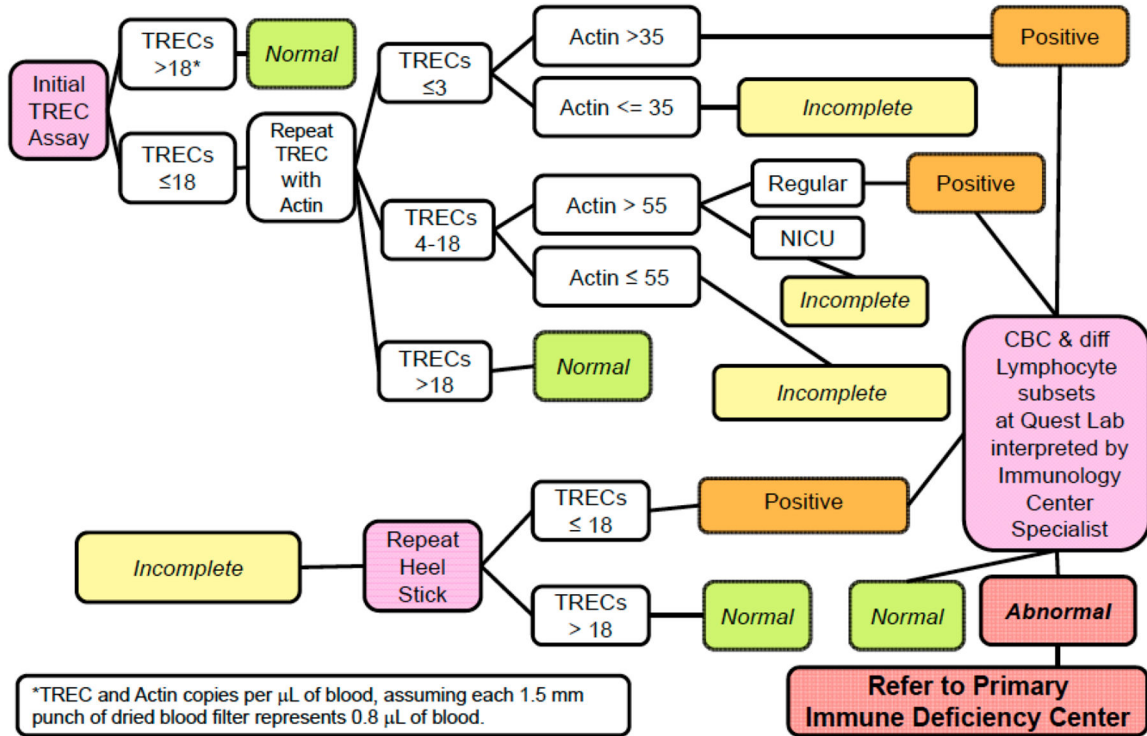 Initial
TREC
Assay
TRECs
>18*
Normal
TRECs
≤18
Repeat
TREC
with
Actin
TRECs
≤3
Actin >35
Positive
Actin <= 35
Incomplete
TRECs
4-18
Actin > 55
Regular
Positive
NICU
Incomplete
Actin ≤ 55
Incomplete
TRECs
>18
Normal
CBC & diff
Lymphocyte
subsets
at Quest Lab
interpreted by
Immunology
Center
Specialist
Incomplete
Repeat
Heel
Stick
TRECs
≤ 18
Positive
TRECs
> 18
Normal
Normal
Abnormal
Refer to Primary
Immune Deficiency Center
*TREC and Actin copies per μL of blood, assuming each 1.5 mm
punch of dried blood filter represents 0.8 μL of blood.